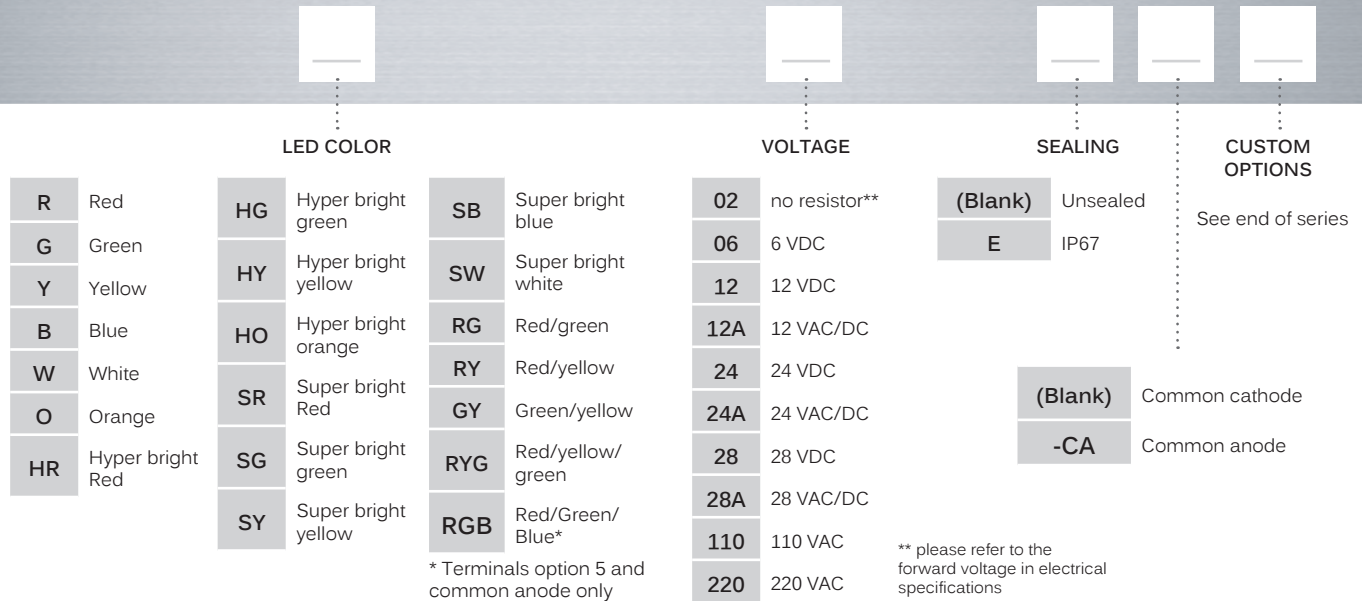 LED COLOR
R Red
G Green
Y Yellow
B Blue
W White
O Orange
HR Hyper bright
Red
HG Hyper bright
green
HY Hyper bright
yellow
HO Hyper bright
orange
SR Super bright
Red
SG Super bright
green
SY Super bright
yellow
SB Super bright
blue
SW Super bright
white
RG Red/green
RY Red/yellow
GY Green/yellow
RYG Red/yellow/
green
RGB Red/Green/
Blue*
* Terminals option 5 and
common anode only
VOLTAGE
02 no resistor**
06 6 VDC
12 12 VDC
12A 12 VAC/DC
24 24 VDC
24A 24 VAC/DC
28 28 VDC
28A 28 VAC/DC
110 110 VAC
220 220 VAC
** please refer to the
forward voltage in electrical
specifications
SEALING
(Blank) Unsealed
E IP67
(Blank) Common cathode
-CA Common anode
CUSTOM
OPTIONS
See end of series